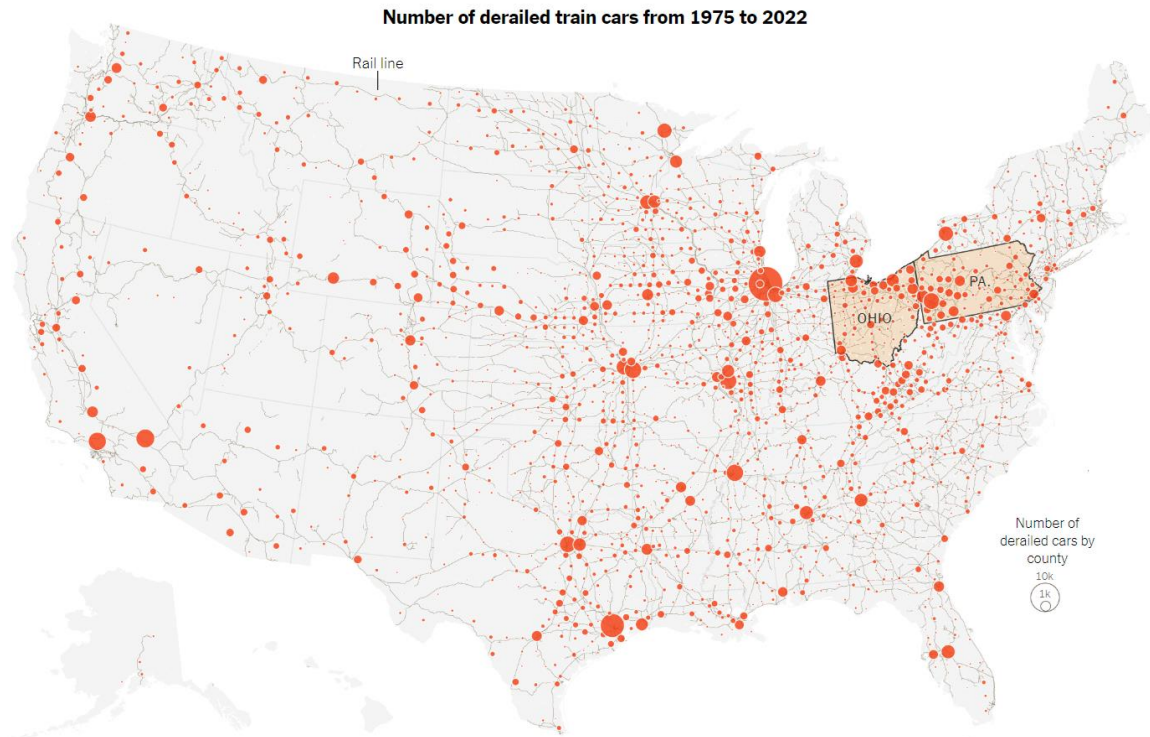 Number of derailed train cars from 1975 to 2022
Rail line
PA.
OHIO
Number of
derailed cars by
county
10k
1k